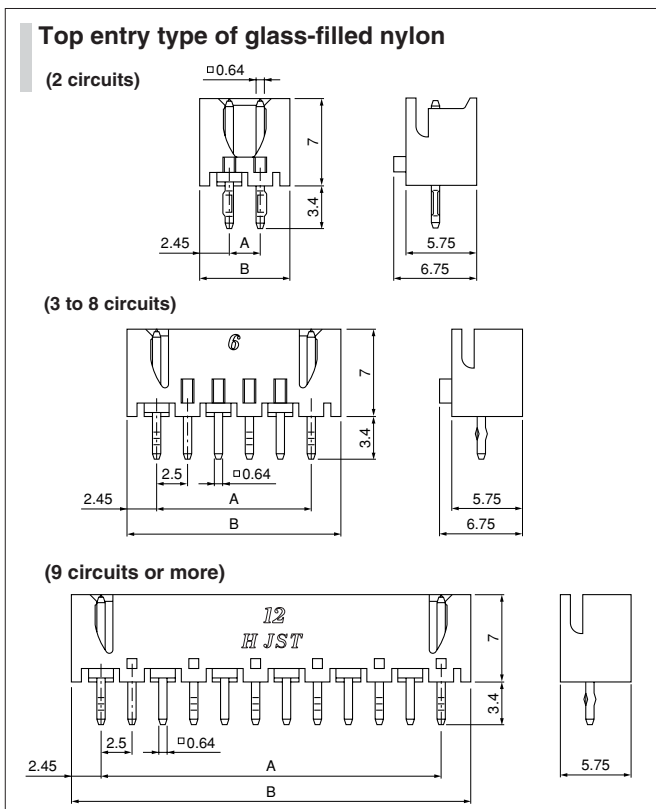 Top entry type of glass-filled nylon
(2 circuits)
□0.64
7
3.4
2.45
A
B
5.75
6.75
(3 to 8 circuits)
6
7
3.4
2.5
□0.64
2.45
A
B
5.75
6.75
(9 circuits or more)
12
H JST
7
3.4
2.5
□0.64
2.45
A
B
5.75